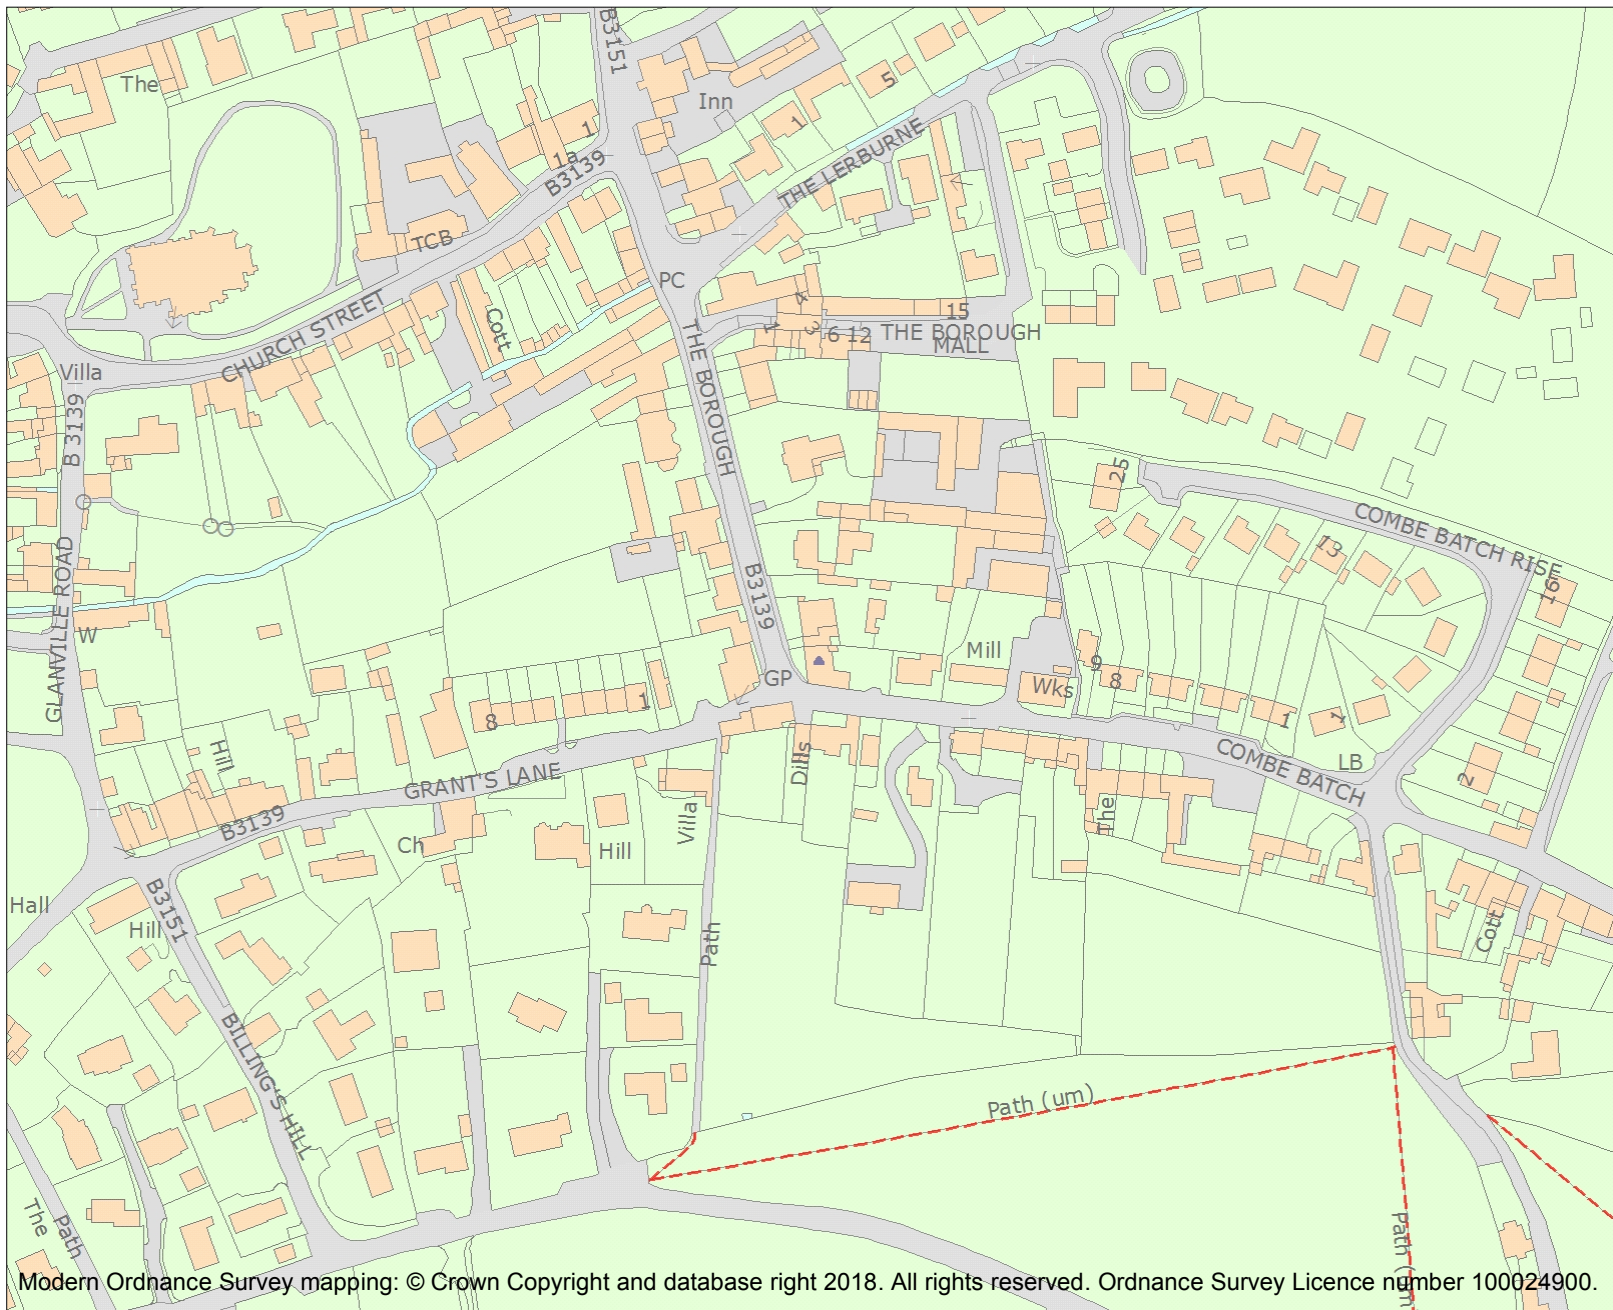 B3151
The
Inn
5
1
1
1a
B3139
THE LERBURNE
TCB
PC
4
15
CHURCH STREET
Cott
1
3
6 12
THE BOROUGH
MALL
Villa
THE BOROUGH
B 3139
25
COMBE BATCH RISE
13
16
GLANVILLE ROAD
B3139
W
Mill
9
8
Wks
GP
1
8
1
1
Hill
Dills
COMBE BATCH
LB
2
GRANT'S LANE
B3139
Villa
The
Ch
Hill
B3151
Hall
Hill
Path
Cott
BILLING'S HILL
Path (um)
The
Path
Path (um
Modern Ordnance Survey mapping: © Crown Copyright and database right 2018. All rights reserved. Ordnance Survey Licence number 100024900.